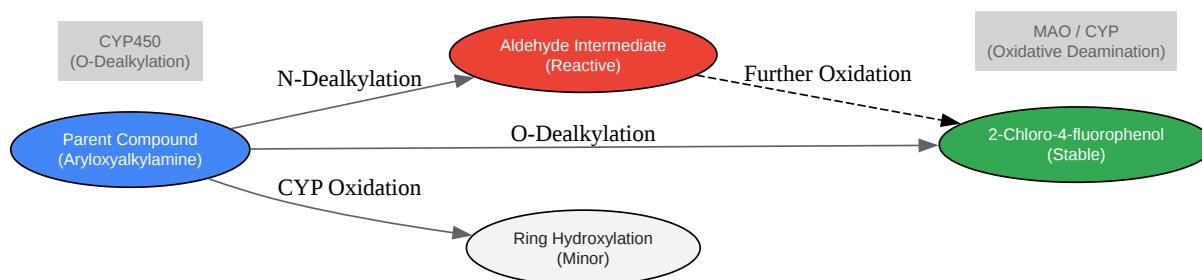 CYP450
(O-Dealkylation)
Aldehyde Intermediate
(Reactive)
MAO / CYP
(Oxidative Deamination)
N-Dealkylation
Further Oxidation
Parent Compound
(Aryloxyalkylamine)
O-Dealkylation
2-Chloro-4-fluorophenol
(Stable)
CYP Oxidation
Ring Hydroxylation
(Minor)